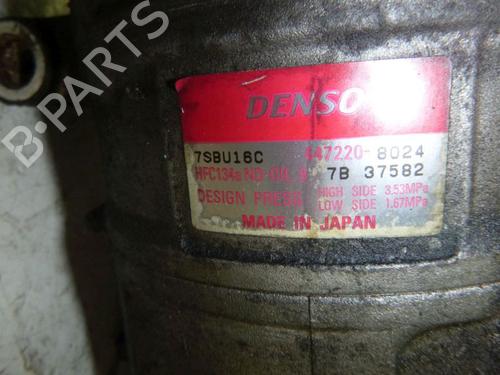 B-PARTS
DENSO
7SBU16C 447220-8024
HFC134a ND-OIL 8 7B 37582
DESIGN PRESS HIGH SIDE 3.53MPa
LOW SIDE 1.67MPa
MADE IN JAPAN